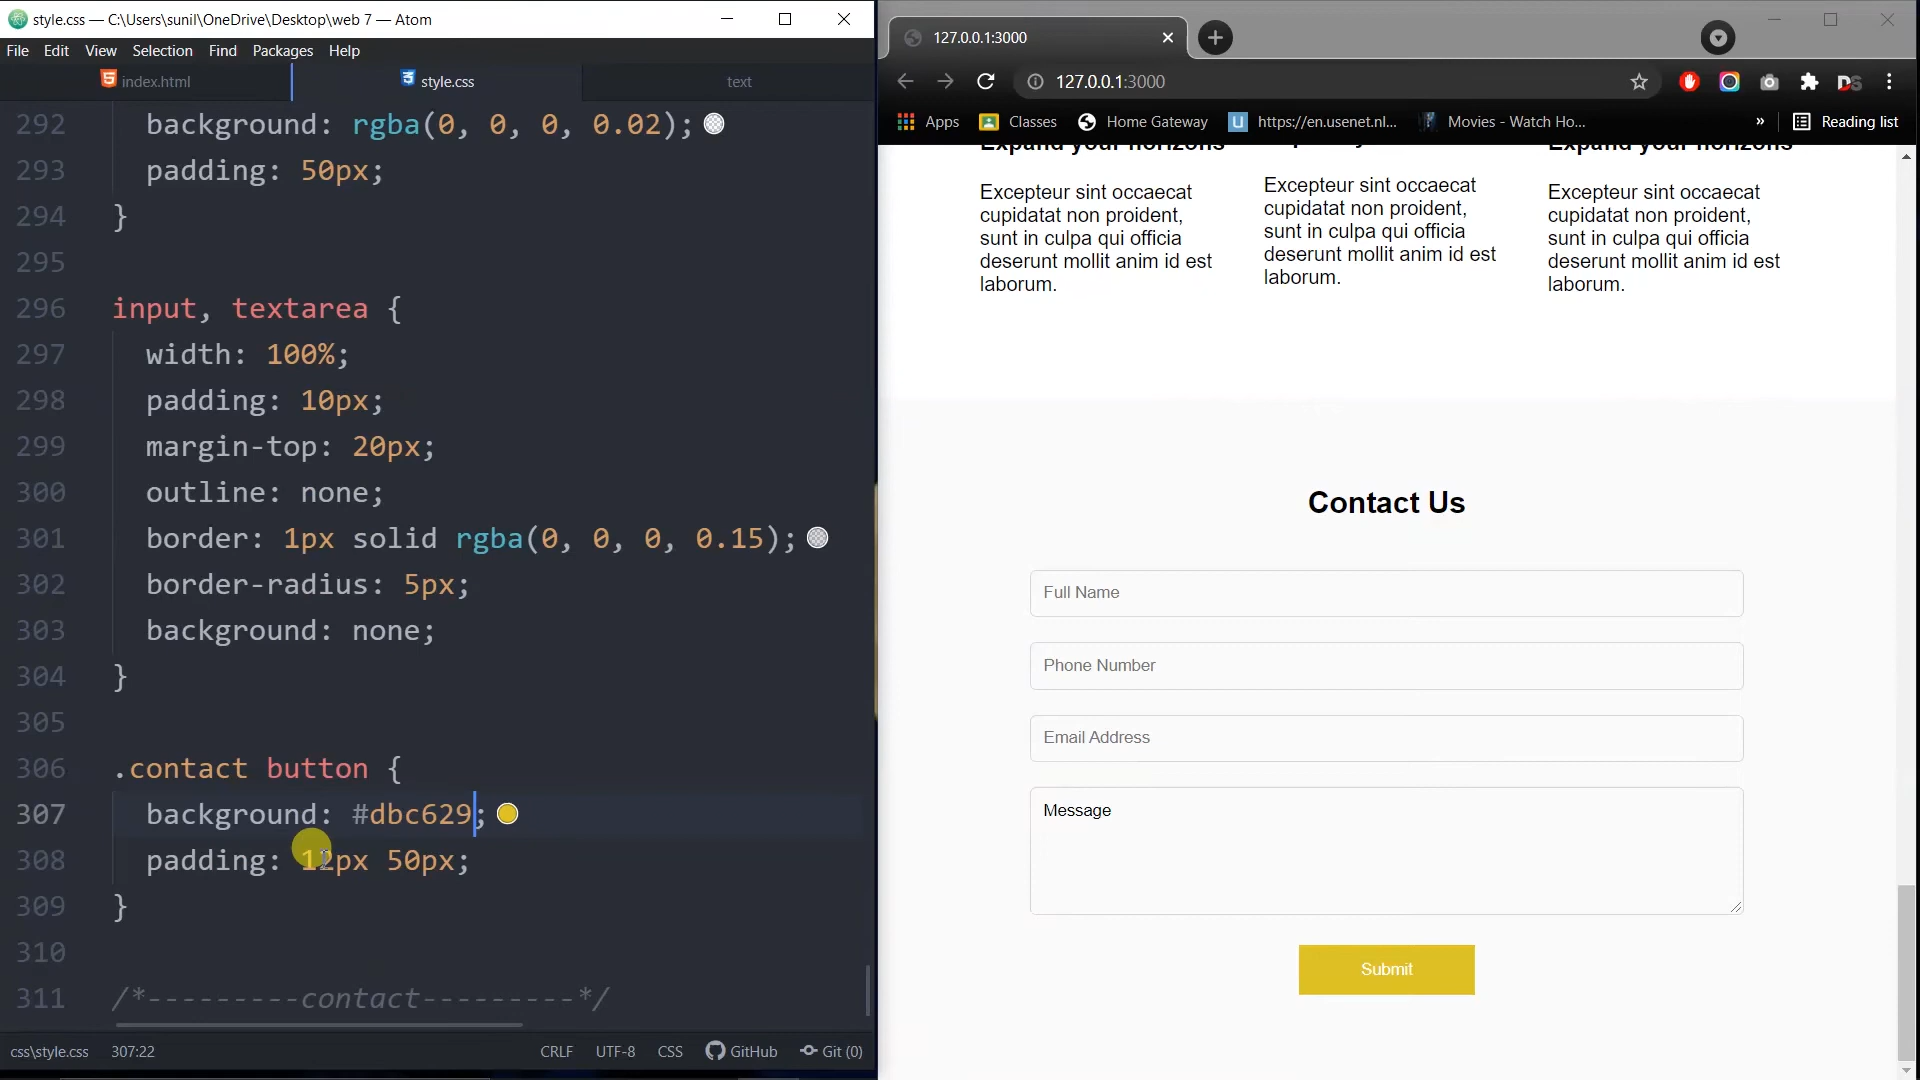 style.css — C:\Users\sunil\OneDrive\Desktop\web 7 — Atom
File Edit View Selection Find Packages Help
index.html
style.css
text
292 background: rgba(0, 0, 0, 0.02);
293 padding: 50px;
294 }
295
296 input, textarea {
297 width: 100%;
298 padding: 10px;
299 margin-top: 20px;
300 outline: none;
301 border: 1px solid rgba(0, 0, 0, 0.15);
302 border-radius: 5px;
303 background: none;
304 }
305
306 .contact button {
307 background: #dbc629;
308 padding: 12px 50px;
309 }
310
311 /*---------contact---------*/
css\style.css 307:22 CRLF UTF-8 CSS GitHub Git (0)
127.0.0.1:3000
127.0.0.1:3000
Apps Classes Home Gateway https://en.usenet.nl... Movies - Watch Ho... » Reading list
Expand your horizons
Expand your horizons
Excepteur sint occaecat
cupidatat non proident,
sunt in culpa qui officia
deserunt mollit anim id est
laborum.
Excepteur sint occaecat
cupidatat non proident,
sunt in culpa qui officia
deserunt mollit anim id est
laborum.
Excepteur sint occaecat
cupidatat non proident,
sunt in culpa qui officia
deserunt mollit anim id est
laborum.
Contact Us
Full Name
Phone Number
Email Address
Message
Submit